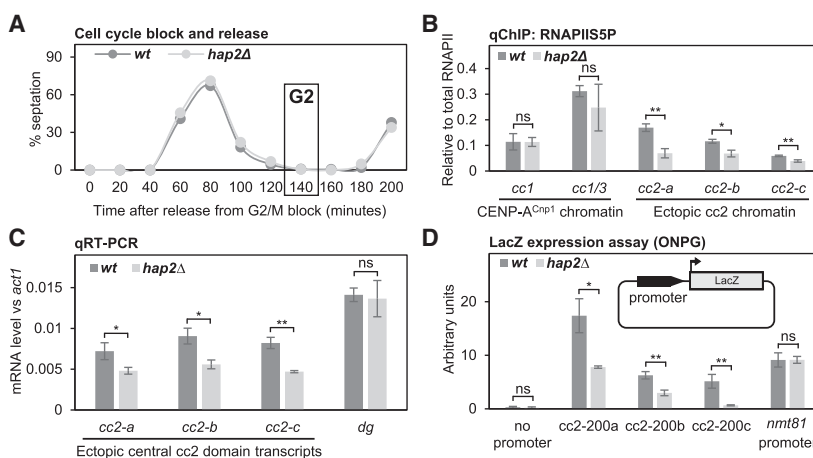 A
Cell cycle block and release
wt
hap2Δ
% septation
90
60
30
0
G2
0 20 40 60 80 100 120 140 160 180 200
Time after release from G2/M block (minutes)
B
qChIP: RNAPIIS5P
wt
hap2Δ
Relative to total RNAPII
0.4
0.3
0.2
0.1
0
ns
ns
**
*
**
cc1 cc1/3 cc2-a cc2-b cc2-c
CENP-ACnp1 chromatin
Ectopic cc2 chromatin
C
qRT-PCR
wt
hap2Δ
mRNA level vs act1
0.015
0.01
0.005
0
*
*
**
ns
cc2-a cc2-b cc2-c dg
Ectopic central cc2 domain transcripts
D
LacZ expression assay (ONPG)
wt
hap2Δ
promoter
LacZ
Arbitrary units
20
10
0
ns
*
**
**
ns
no promoter
cc2-200a cc2-200b cc2-200c
nmt81 promoter